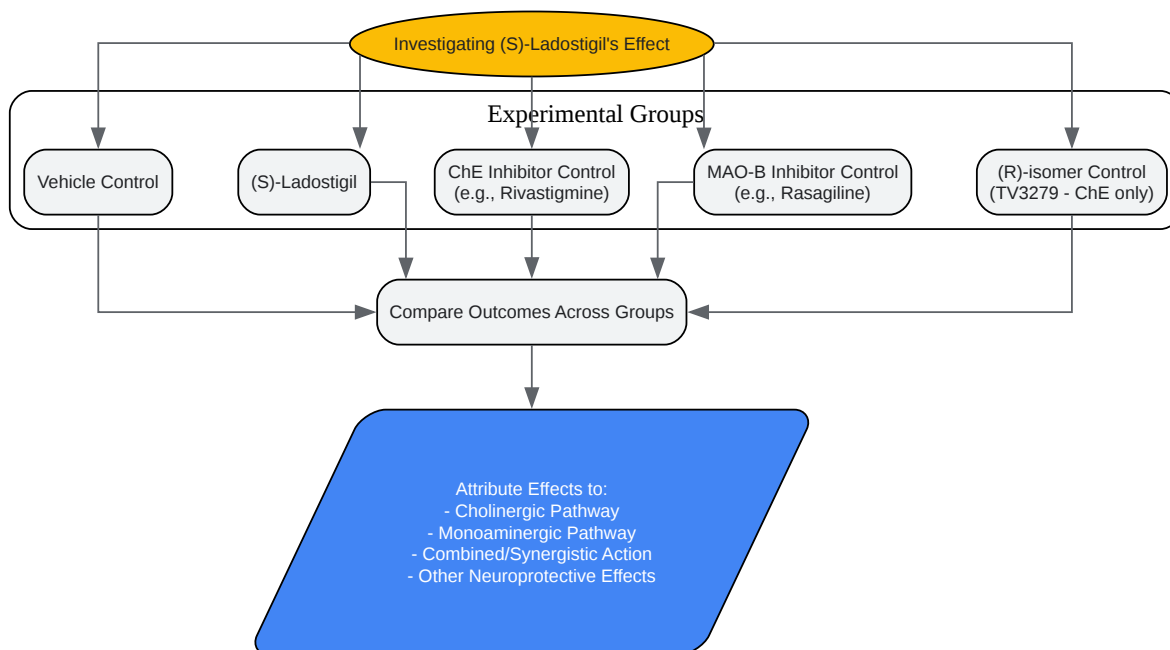 Investigating (S)-Ladostigil's Effect
Experimental Groups
Vehicle Control
(S)-Ladostigil
ChE Inhibitor Control
(e.g., Rivastigmine)
MAO-B Inhibitor Control
(e.g., Rasagiline)
(R)-isomer Control
(TV3279 - ChE only)
Compare Outcomes Across Groups
Attribute Effects to:
- Cholinergic Pathway
- Monoaminergic Pathway
- Combined/Synergistic Action
- Other Neuroprotective Effects